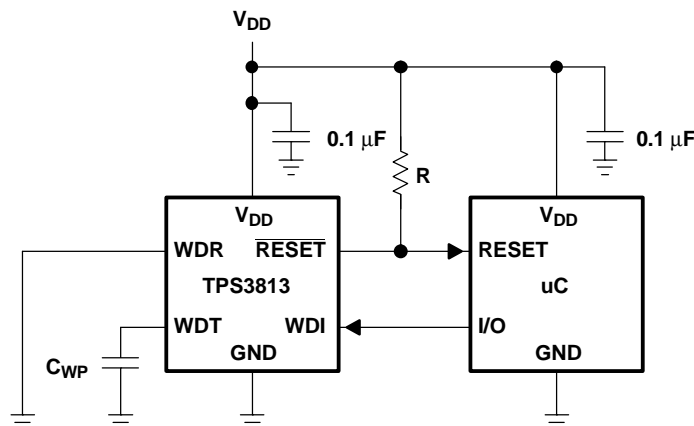 VDD
0.1 μF
0.1 μF
R
VDD
VDD
WDR
RESET
RESET
TPS3813
uC
WDT
WDI
I/O
GND
GND
CWP